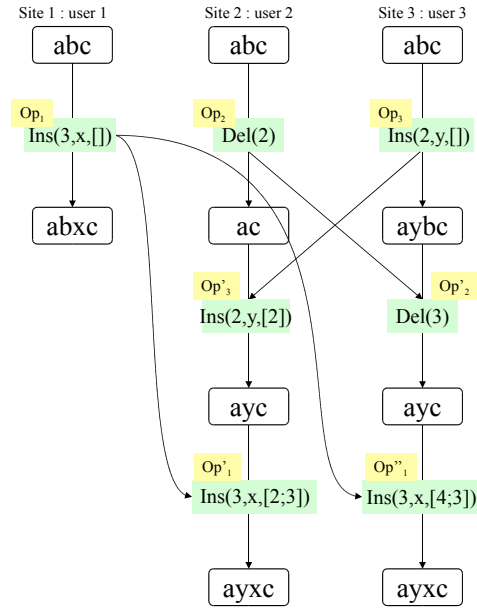 Site 1 : user 1
Site 2 : user 2
Site 3 : user 3
abc
abc
abc
Op₁
Op₂
Op₃
Ins(3,x,[])
Del(2)
Ins(2,y,[])
abxc
ac
aybc
Op’₃
Op’₂
Ins(2,y,[2])
Del(3)
ayc
ayc
Op’₁
Op’’₁
Ins(3,x,[2;3])
Ins(3,x,[4;3])
ayxc
ayxc